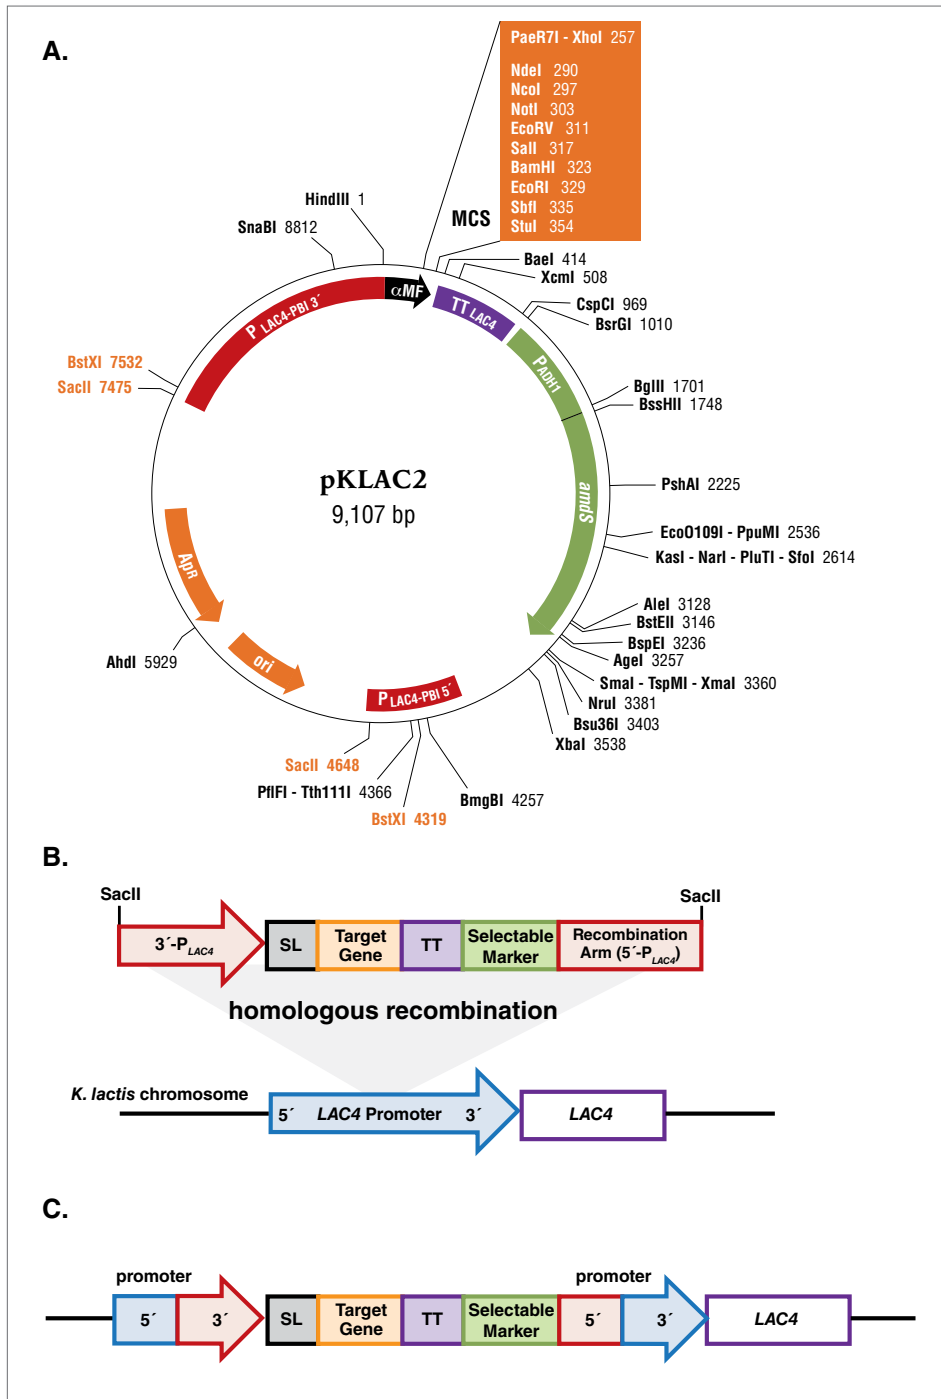 A.
PaeR7I - XhoI 257
NdeI 290
NcoI 297
NotI 303
EcoRV 311
SalI 317
BamHI 323
EcoRI 329
SbfI 335
StuI 354
MCS
HindIII 1
SnaBI 8812
BaeI 414
XcmI 508
CspCI 969
BsrGI 1010
αMF
TT LAC4
P LAC4-PBI 3´
PADH1
BstXI 7532
SacII 7475
BglII 1701
BssHII 1748
pKLAC2
9,107 bp
amdS
PshAI 2225
EcoO109I - PpuMI 2536
KasI - NarI - PluTI - SfoI 2614
ApR
AleI 3128
BstEII 3146
BspEI 3236
AgeI 3257
AhdI 5929
ori
SmaI - TspMI - XmaI 3360
NruI 3381
Bsu36I 3403
XbaI 3538
P LAC4-PBI 5´
SacII 4648
PflFI - Tth111I 4366
BstXI 4319
BmgBI 4257
B.
SacII
SacII
3´-PLAC4
SL
Target
Gene
TT
Selectable
Marker
Recombination
Arm (5´-PLAC4)
homologous recombination
K. lactis chromosome
5´ LAC4 Promoter 3´
LAC4
C.
promoter
promoter
5´
3´
SL
Target
Gene
TT
Selectable
Marker
5´
3´
LAC4